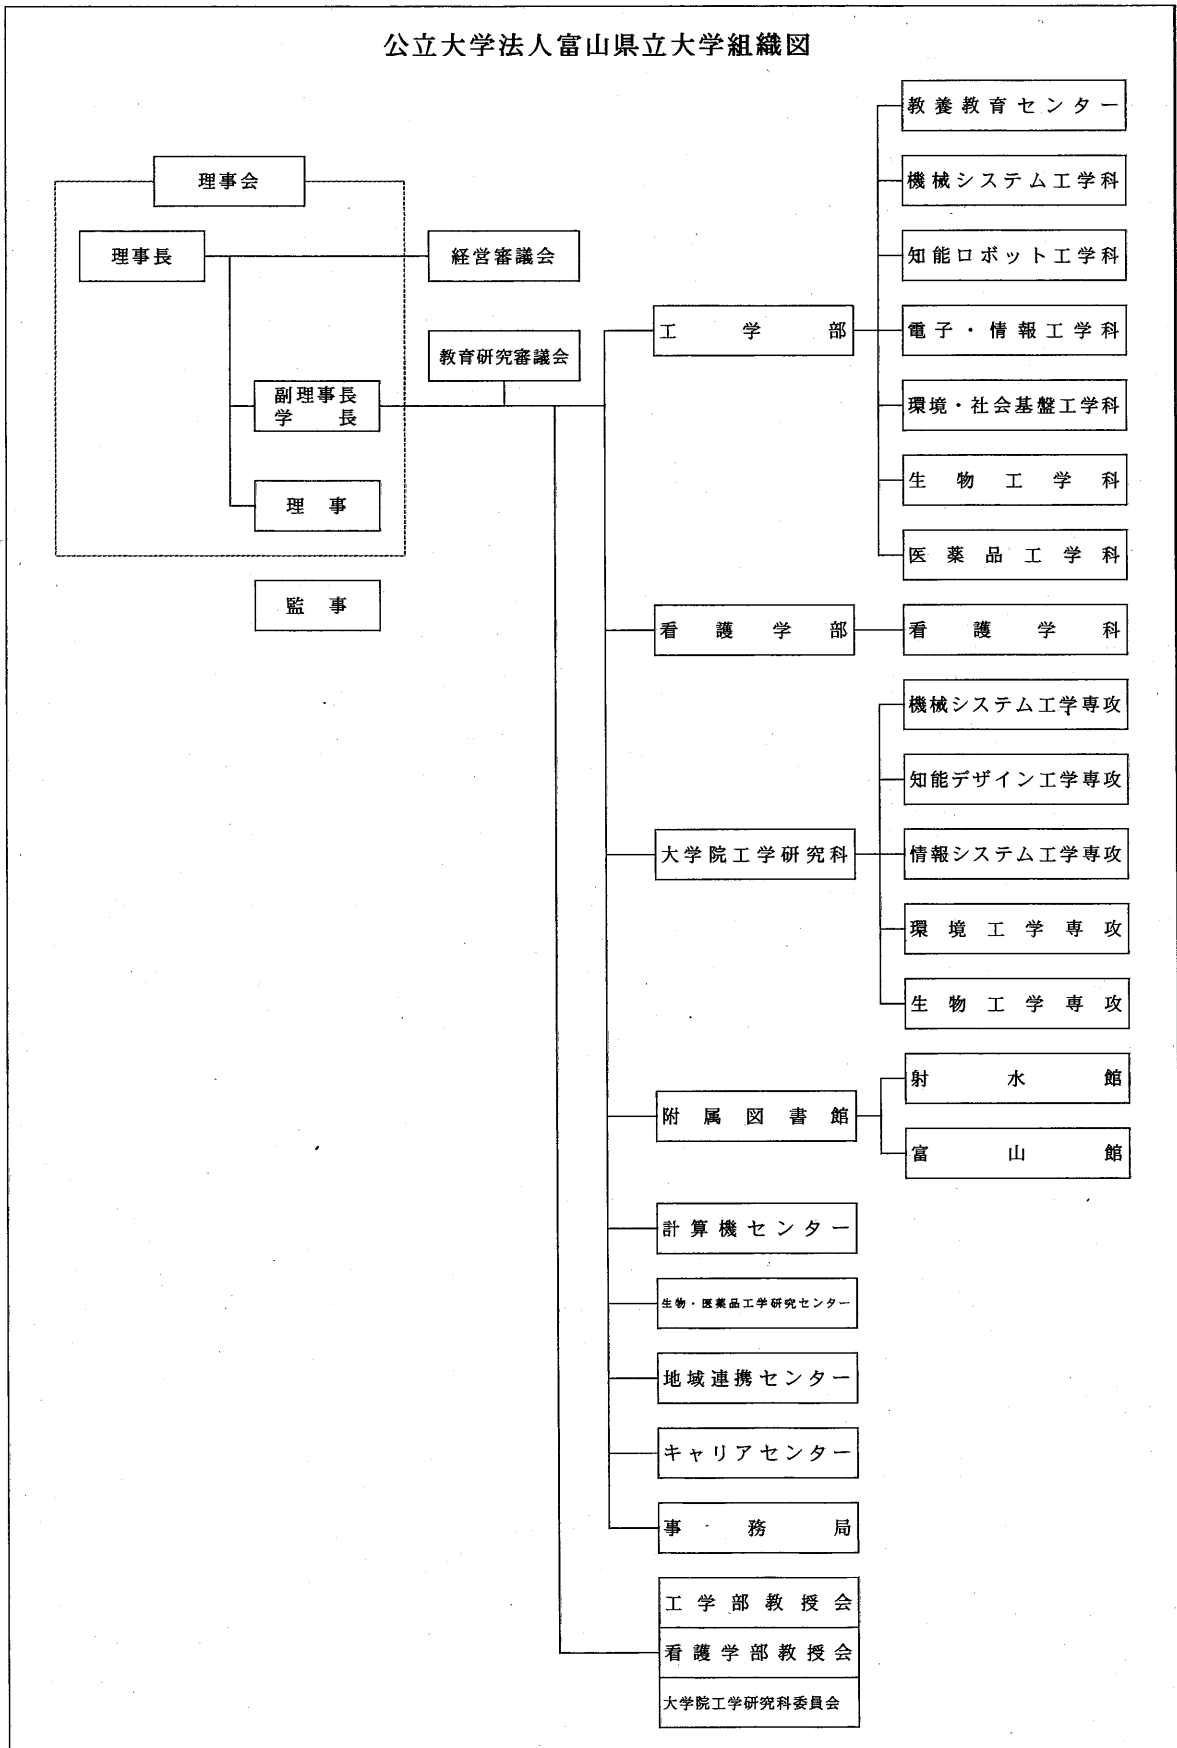 公立大学法人富山県立大学組織図
理事会
理事長
経営審議会
教育研究審議会
副理事長
学長
理事
監事
工学部
教養教育センター
機械システム工学科
知能ロボット工学科
電子・情報工学科
環境・社会基盤工学科
生物工学科
医薬品工学科
看護学部
看護学科
大学院工学研究科
機械システム工学専攻
知能デザイン工学専攻
情報システム工学専攻
環境工学専攻
生物工学専攻
附属図書館
射水館
富山館
計算機センター
生物・医薬品工学研究センター
地域連携センター
キャリアセンター
事務局
工学部教授会
看護学部教授会
大学院工学研究科委員会